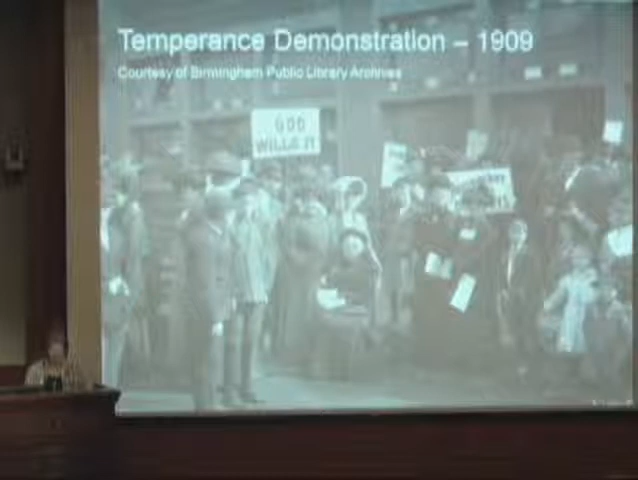 Temperance Demonstration – 1909
Courtesy of Birmingham Public Library Archives
GOD
WILLS IT